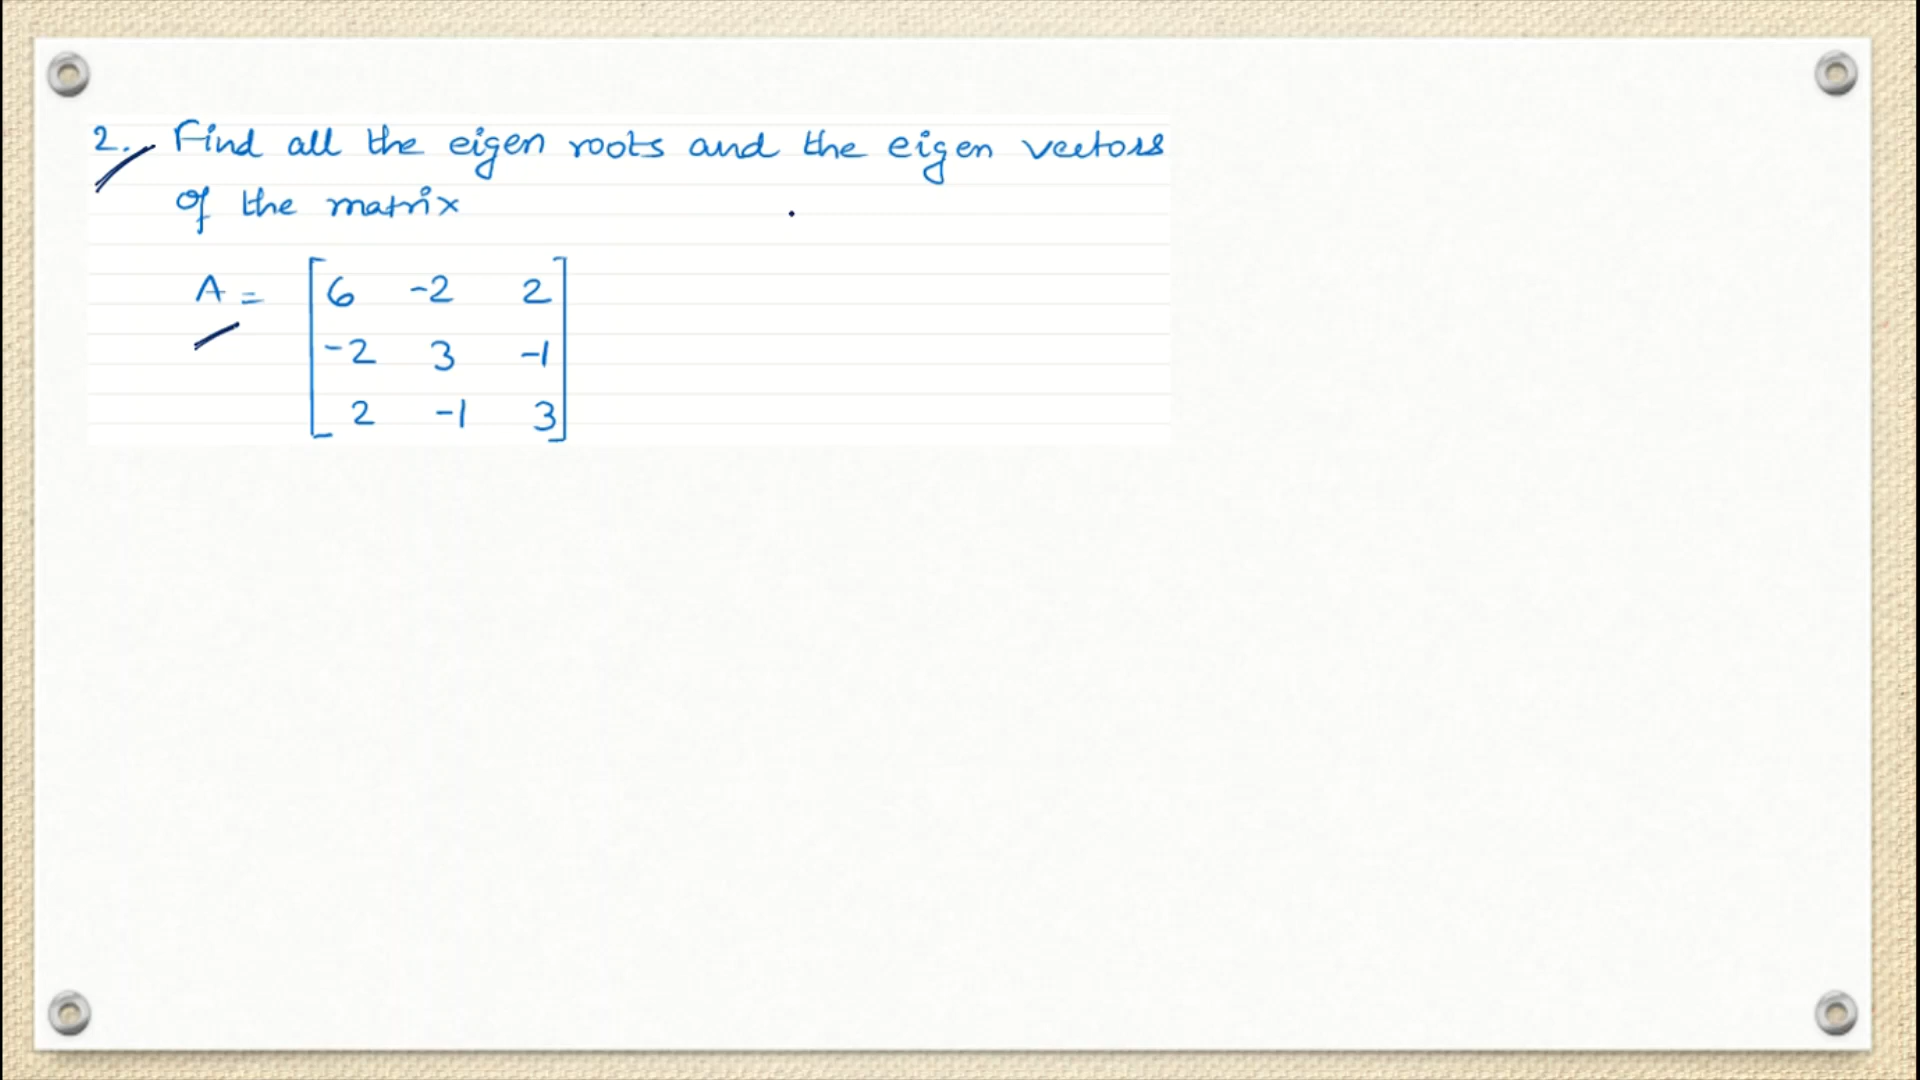 2. Find all the eigen roots and the eigen vectors
of the matrix
A = [6 -2 2
-2 3 -1
2 -1 3]